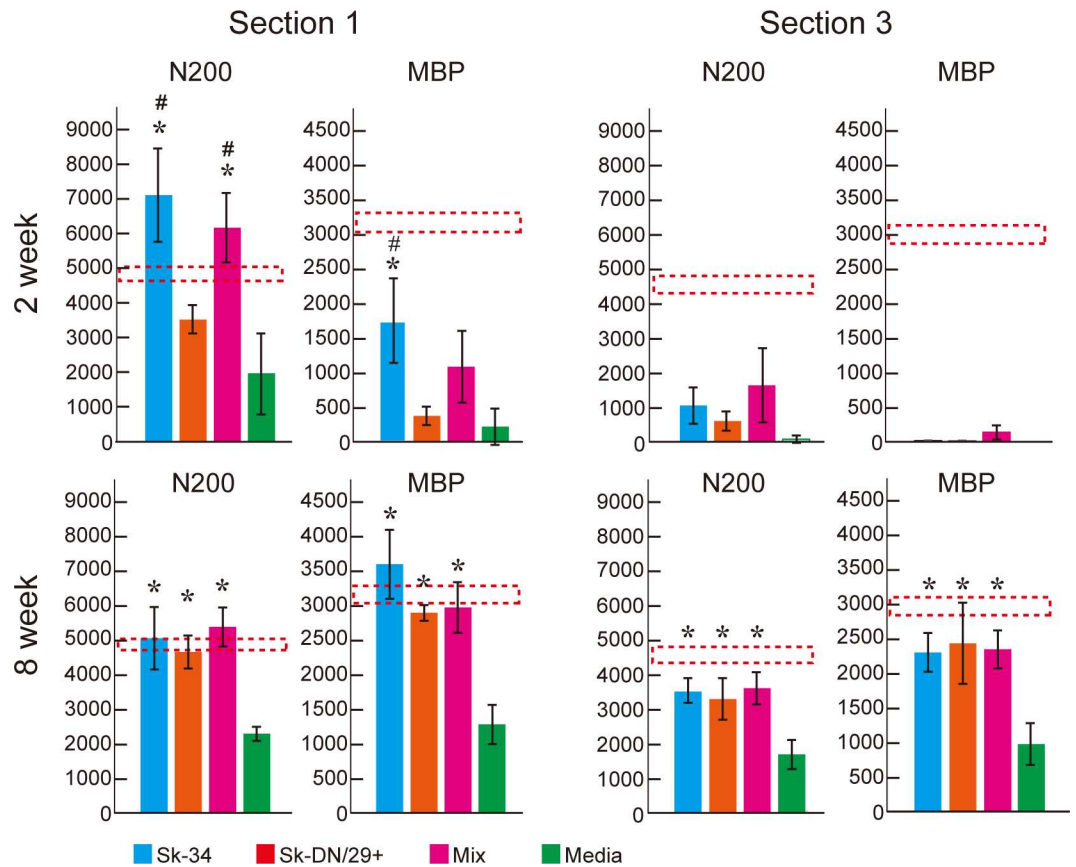 Section 1 Section 3
N200 MBP N200 MBP
2 week
# # #
* * *
9000 4500 9000 4500
8000 4000 8000 4000
7000 3500 7000 3500
6000 3000 6000 3000
5000 2500 5000 2500
4000 2000 4000 2000
3000 1500 3000 1500
2000 1000 2000 1000
1000 500 1000 500
0 0 0 0
N200 MBP N200 MBP
8 week
* * * * * * * * * * * *
9000 4500 9000 4500
8000 4000 8000 4000
7000 3500 7000 3500
6000 3000 6000 3000
5000 2500 5000 2500
4000 2000 4000 2000
3000 1500 3000 1500
2000 1000 2000 1000
1000 500 1000 500
0 0 0 0
Sk-34 Sk-DN/29+ Mix Media